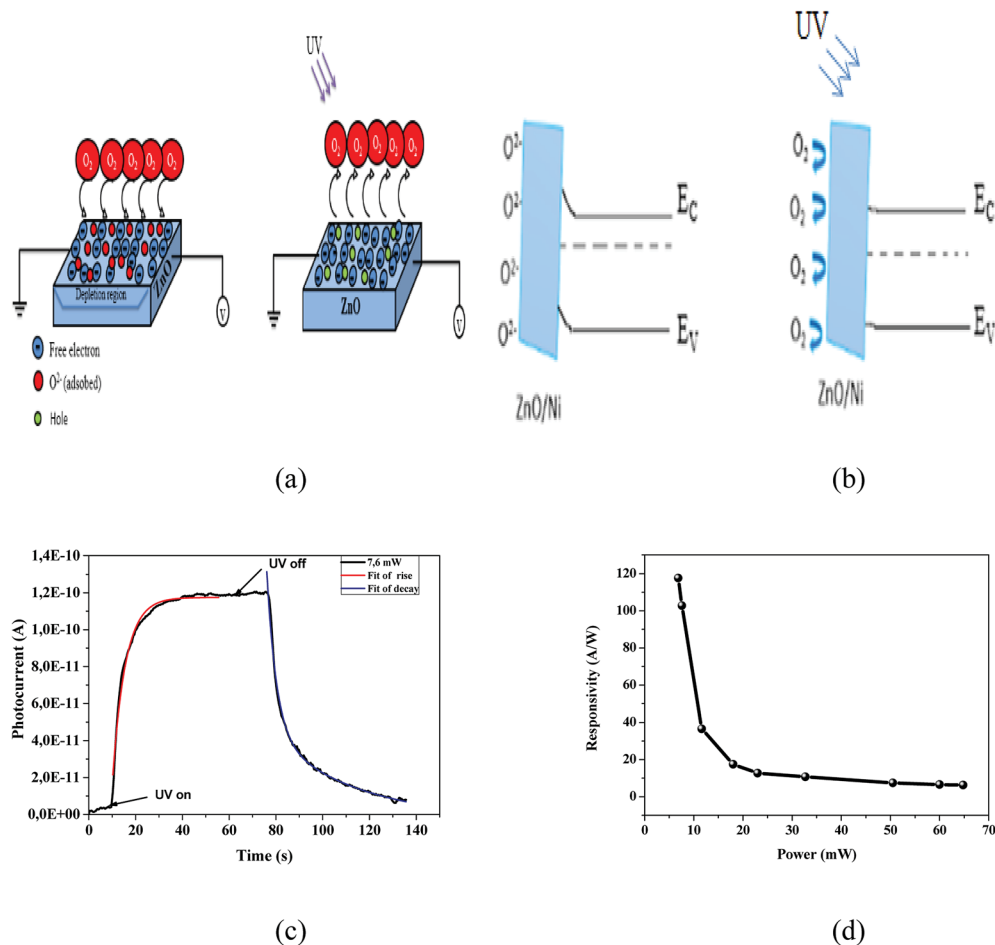 UV
O₂ O₂ O₂ O₂ O₂
Depletion region
ZnO
V
Free electron
O²⁻ (adsobed)
Hole
UV
O₂ O₂ O₂ O₂ O₂
ZnO
V
(a)
O²⁻
O²⁻
O²⁻
O²⁻
E_C
E_V
ZnO/Ni
UV
O₂
O₂
O₂
O₂
E_C
E_V
ZnO/Ni
(b)
1,4E-10
1,2E-10
1,0E-10
8,0E-11
6,0E-11
4,0E-11
2,0E-11
0,0E+00
Photocurrent (A)
UV off
7,6 mW
Fit of rise
Fit of decay
UV on
0 20 40 60 80 100 120 140
Time (s)
(c)
120
100
80
60
40
20
0
Responsivity (A/W)
0 10 20 30 40 50 60 70
Power (mW)
(d)